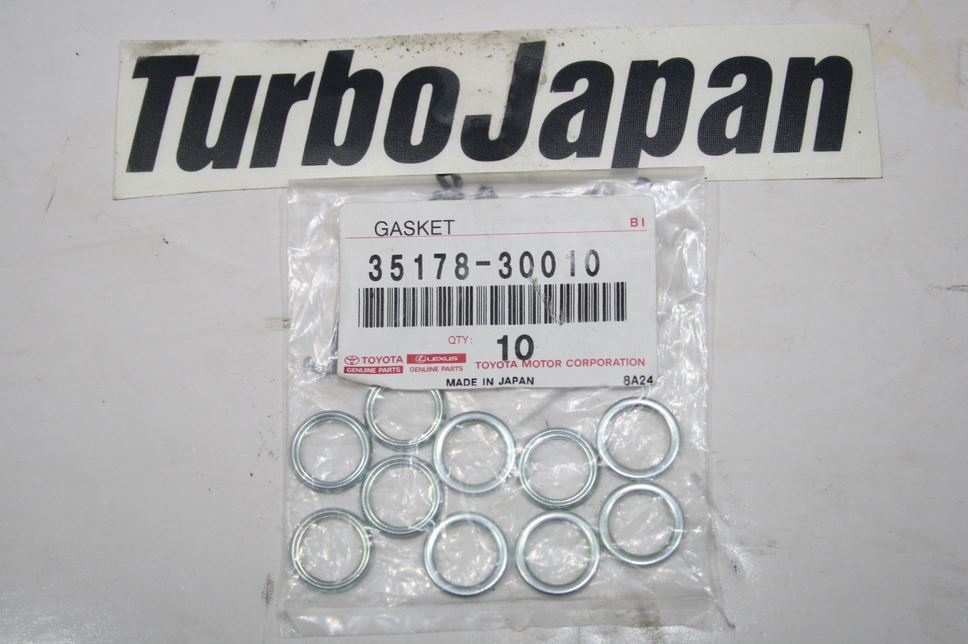 TurboJapan
GASKET BI
35178-30010
QTY: 10
TOYOTA LEXUS TOYOTA MOTOR CORPORATION
GENUINE PARTS GENUINE PARTS
MADE IN JAPAN 8A24